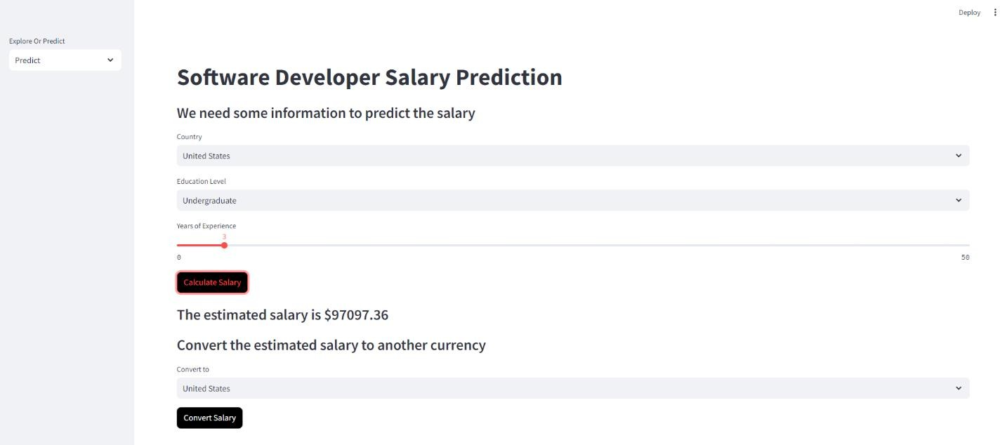 Deploy
Explore Or Predict
Predict
Software Developer Salary Prediction
We need some information to predict the salary
Country
United States
Education Level
Undergraduate
Years of Experience
3
0 50
Calculate Salary
The estimated salary is $97097.36
Convert the estimated salary to another currency
Convert to
United States
Convert Salary